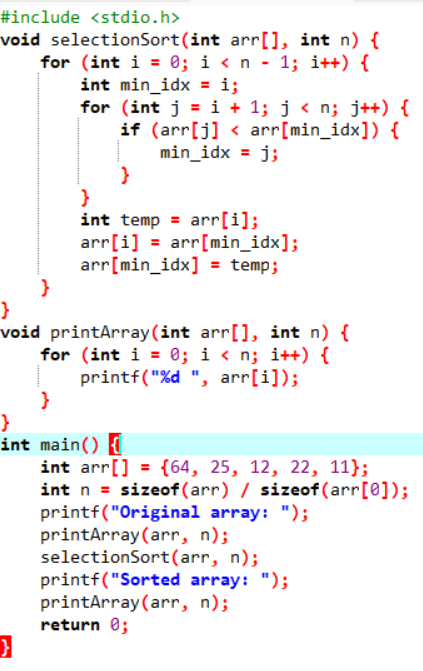 #include <stdio.h>
void selectionSort(int arr[], int n) {
    for (int i = 0; i < n - 1; i++) {
        int min_idx = i;
        for (int j = i + 1; j < n; j++) {
            if (arr[j] < arr[min_idx]) {
                min_idx = j;
            }
        }
        int temp = arr[i];
        arr[i] = arr[min_idx];
        arr[min_idx] = temp;
    }
}
void printArray(int arr[], int n) {
    for (int i = 0; i < n; i++) {
        printf("%d ", arr[i]);
    }
}
int main() {
    int arr[] = {64, 25, 12, 22, 11};
    int n = sizeof(arr) / sizeof(arr[0]);
    printf("Original array: ");
    printArray(arr, n);
    selectionSort(arr, n);
    printf("Sorted array: ");
    printArray(arr, n);
    return 0;
}